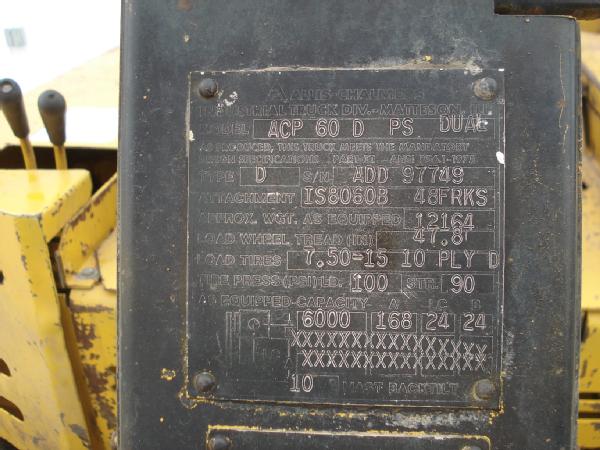 ALLIS-CHALMERS
INDUSTRIAL TRUCK DIV.-MATTESON, ILL
MODEL ACP 60 D PS DUAL
AS PRODUCED, THIS TRUCK MEETS THE MANDATORY
DESIGN SPECIFICATIONS PART III-ANSI B56.1-1975
TYPE D S/N ADD 97749
ATTACHMENT IS8060B 48FRKS
APPROX. WGT. AS EQUIPPED 12164
LOAD WHEEL TREAD (IN) 47.8
LOAD TIRES 7.50-15 10 PLY D
TIRE PRESS (PSI) LD. 100 STR. 90
AS EQUIPPED-CAPACITY A LC B
6000 168 24 24
XXXXXXXXXXXXXXXXX
XXXXXXXXXXXXXXXX
10 MAST BACKTILT